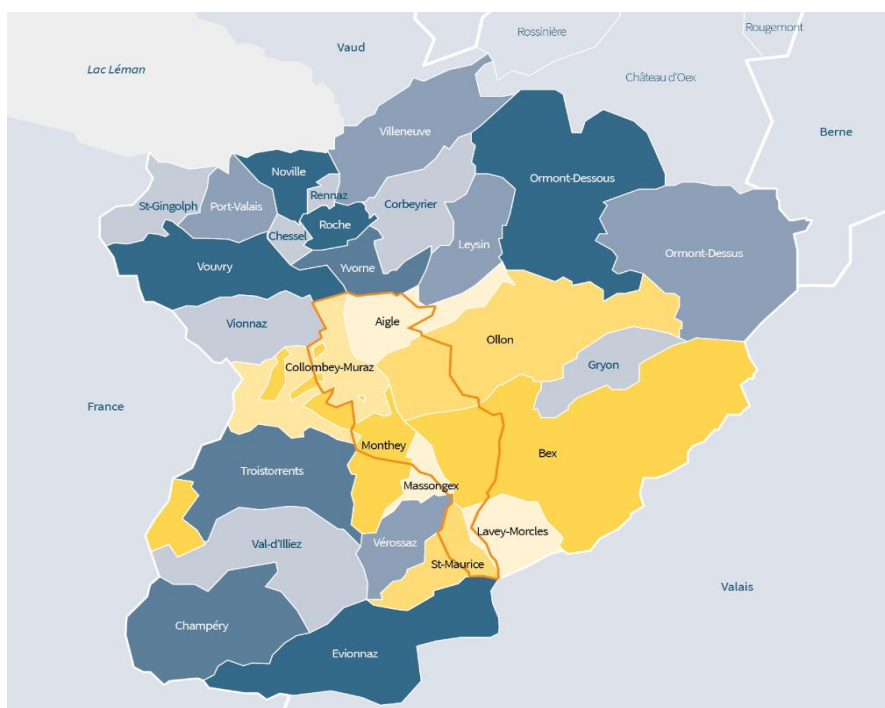 Rossinière
Rougemont
Vaud
Lac Léman
Château d'Oex
Berne
Villeneuve
Noville
Ormont-Dessous
Rennaz
St-Gingolph
Port-Valais
Corbeyrier
Roche
Chessel
Leysin
Ormont-Dessus
Vouvry
Yvorne
Vionnaz
Aigle
Ollon
Gryon
Collombey-Muraz
France
Monthey
Bex
Troistorrents
Massongex
Lavey-Morcles
Val-d'Illiez
Vérossaz
St-Maurice
Valais
Champéry
Evionnaz